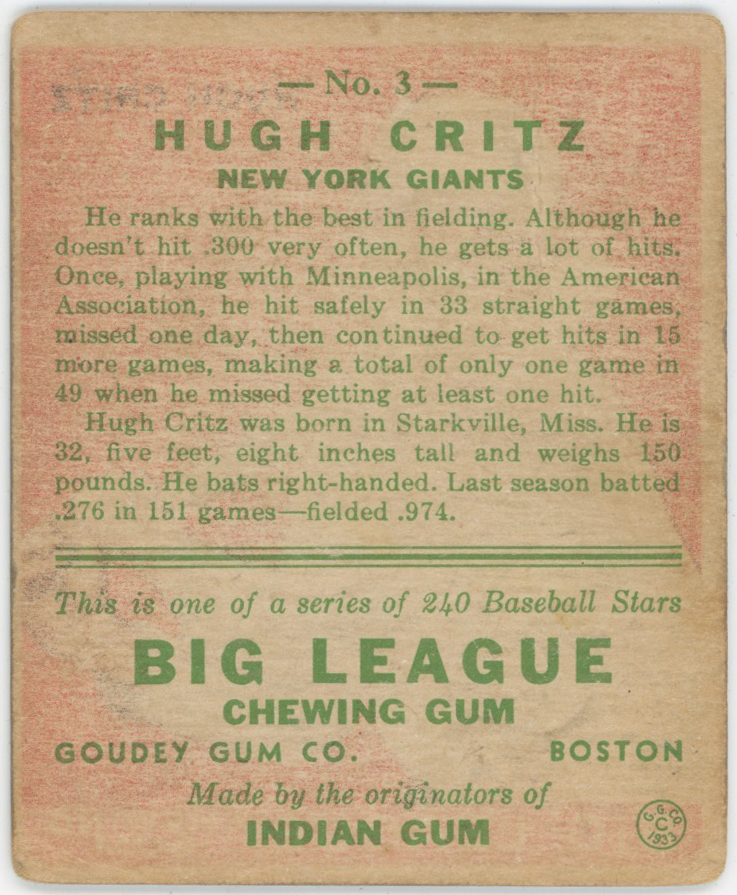 — No. 3 —
HUGH CRITZ
NEW YORK GIANTS
He ranks with the best in fielding. Although he
doesn't hit .300 very often, he gets a lot of hits.
Once, playing with Minneapolis, in the American
Association, he hit safely in 33 straight games,
missed one day, then continued to get hits in 15
more games, making a total of only one game in
49 when he missed getting at least one hit.
Hugh Critz was born in Starkville, Miss. He is
32, five feet, eight inches tall and weighs 150
pounds. He bats right-handed. Last season batted
.276 in 151 games—fielded .974.
This is one of a series of 240 Baseball Stars
BIG LEAGUE
CHEWING GUM
GOUDEY GUM CO. BOSTON
Made by the originators of
INDIAN GUM
G.G.CO.
C
1933